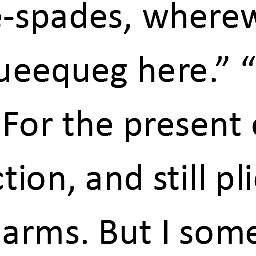 e-spades, wherew
ueequeg here.” “
For the present
ction, and still pli
arms. But I some